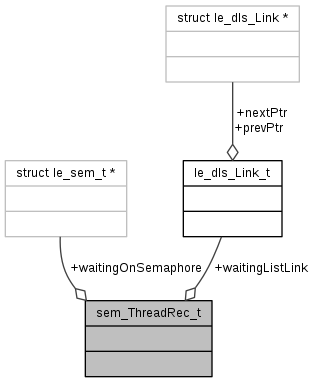 struct le_dls_Link *
+nextPtr
+prevPtr
struct le_sem_t *
le_dls_Link_t
+waitingOnSemaphore
+waitingListLink
sem_ThreadRec_t